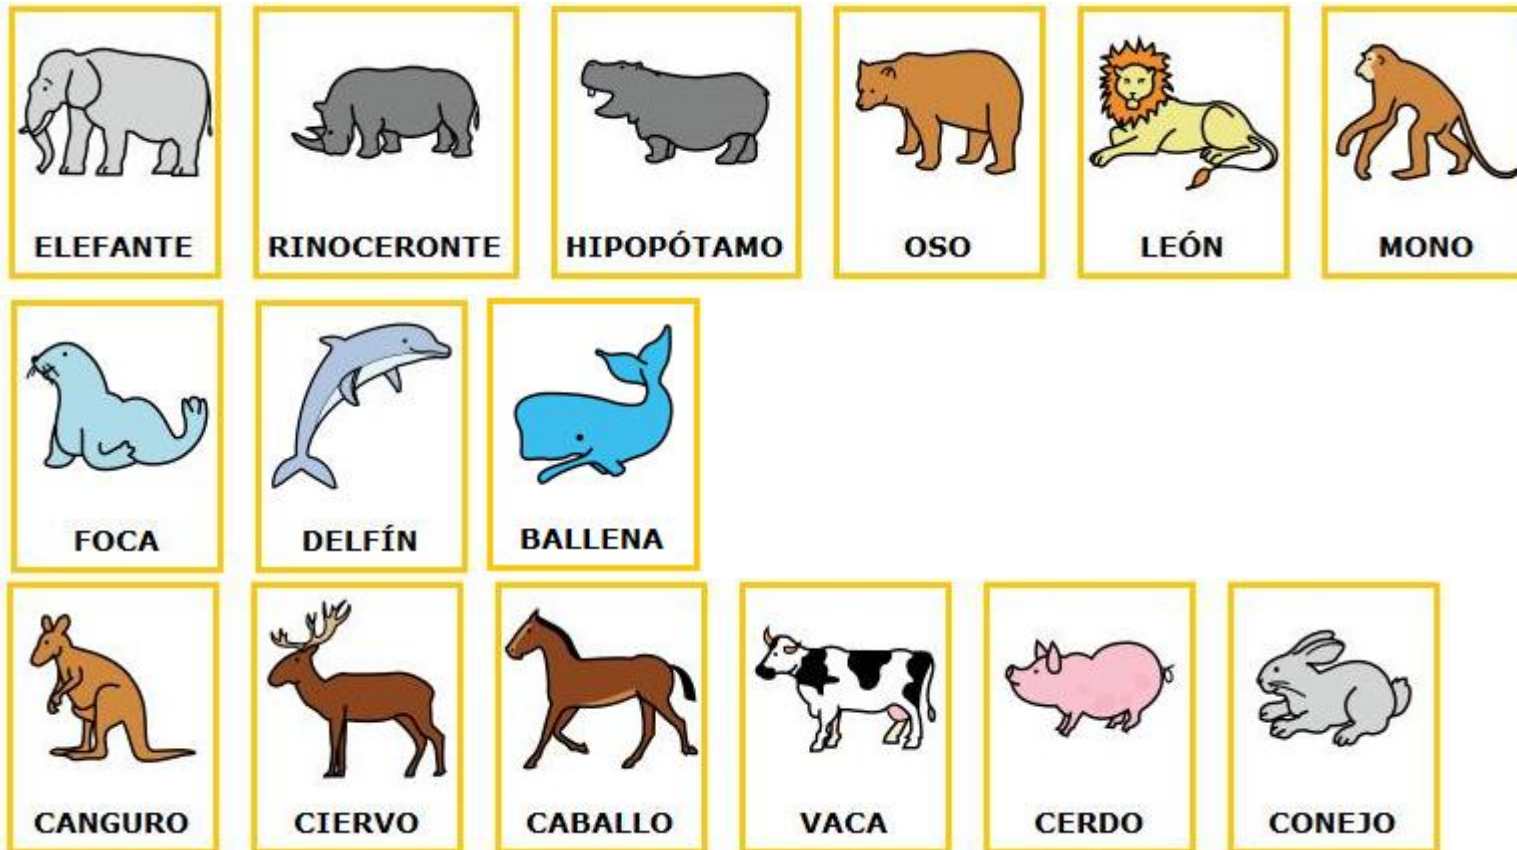 ELEFANTE
RINOCERONTE
HIPOPÓTAMO
OSO
LEÓN
MONO
FOCA
DELFÍN
BALLENA
CANGURO
CIERVO
CABALLO
VACA
CERDO
CONEJO